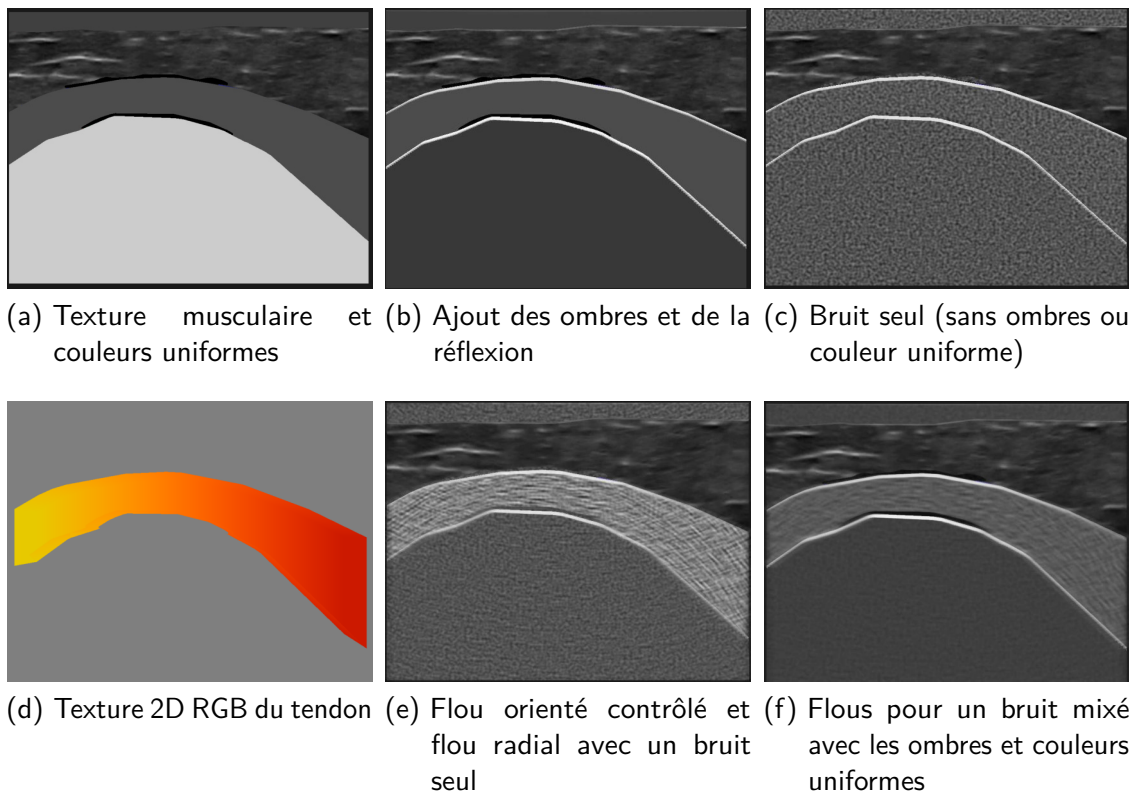 (a) Texture musculaire et
couleurs uniformes
(b) Ajout des ombres et de la
réflexion
(c) Bruit seul (sans ombres ou
couleur uniforme)
(d) Texture 2D RGB du tendon
(e) Flou orienté contrôlé et
flou radial avec un bruit
seul
(f) Flous pour un bruit mixé
avec les ombres et couleurs
uniformes